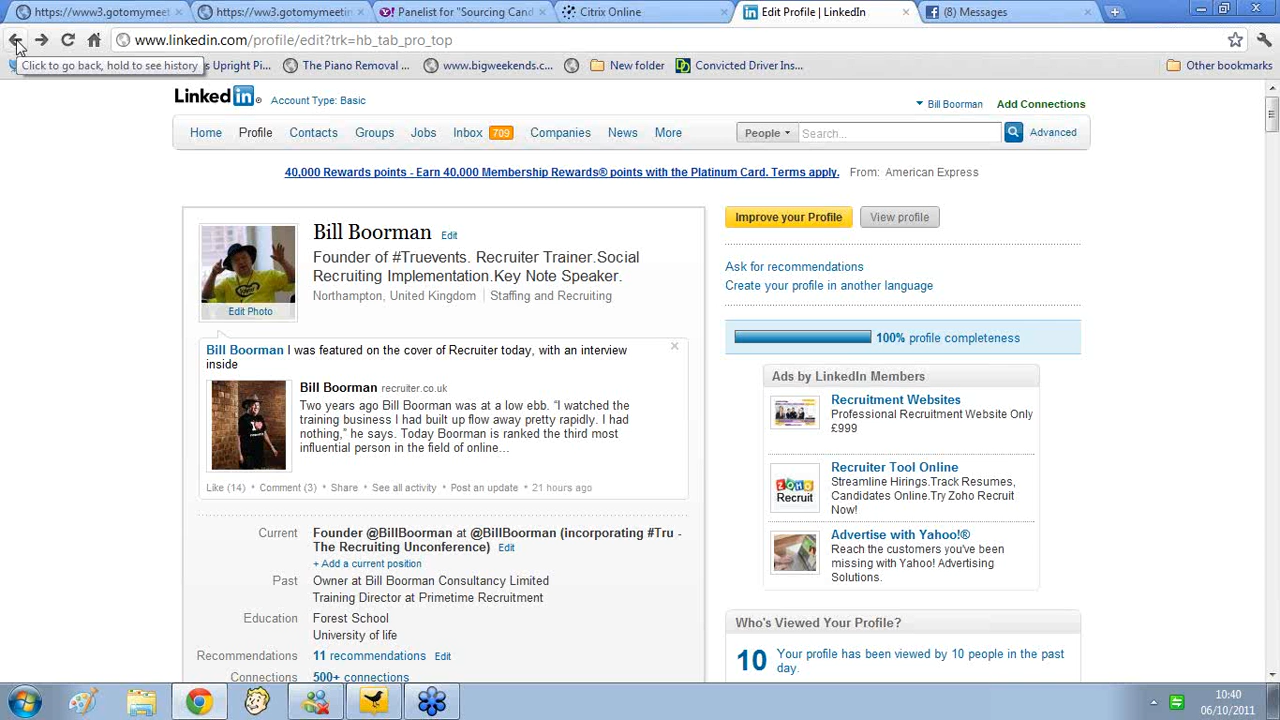 https://ww3.gotomymeet
https://ww3.gotomymeetin
Panelist for "Sourcing Cand
Citrix Online
Edit Profile | LinkedIn
(8) Messages
www.linkedin.com/profile/edit?trk=hb_tab_pro_top
Click to go back, hold to see history
s Upright Pi...
The Piano Removal ...
www.bigweekends.c...
New folder
Convicted Driver Ins...
Other bookmarks
Linked in
Account Type: Basic
Bill Boorman
Add Connections
Home
Profile
Contacts
Groups
Jobs
Inbox 709
Companies
News
More
People
Search...
Advanced
40,000 Rewards points - Earn 40,000 Membership Rewards® points with the Platinum Card. Terms apply. From: American Express
Bill Boorman Edit
Founder of #Truevents. Recruiter Trainer.Social
Recruiting Implementation.Key Note Speaker.
Northampton, United Kingdom | Staffing and Recruiting
Edit Photo
Bill Boorman I was featured on the cover of Recruiter today, with an interview
inside
Bill Boorman recruiter.co.uk
Two years ago Bill Boorman was at a low ebb. “I watched the
training business I had built up flow away pretty rapidly. I had
nothing,” he says. Today Boorman is ranked the third most
influential person in the field of online...
Like (14) • Comment (3) • Share • See all activity • Post an update • 21 hours ago
Current
Founder @BillBoorman at @BillBoorman (incorporating #Tru -
The Recruiting Unconference) Edit
+ Add a current position
Past
Owner at Bill Boorman Consultancy Limited
Training Director at Primetime Recruitment
Education
Forest School
University of life
Recommendations
11 recommendations Edit
Connections
500+ connections
Improve your Profile
View profile
Ask for recommendations
Create your profile in another language
100% profile completeness
Ads by LinkedIn Members
Recruitment Websites
Professional Recruitment Website Only
£999
Recruiter Tool Online
Streamline Hirings.Track Resumes,
Candidates Online.Try Zoho Recruit
Now!
ZOHO
Recruit
Advertise with Yahoo!®
Reach the customers you've been
missing with Yahoo! Advertising
Solutions.
Who's Viewed Your Profile?
10 Your profile has been viewed by 10 people in the past
day.
10:40
06/10/2011